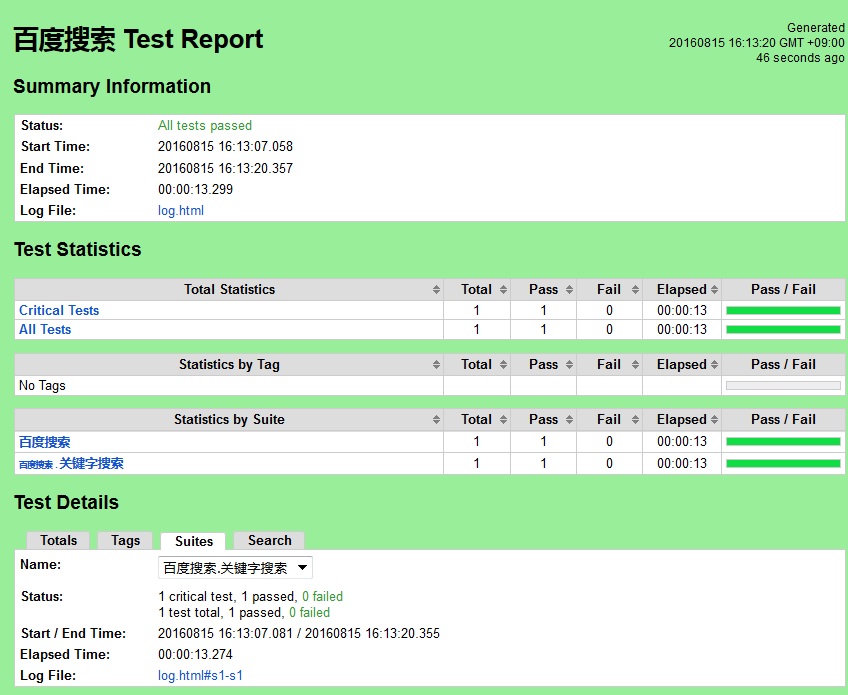 百度搜索 Test Report
Generated
20160815 16:13:20 GMT +09:00
46 seconds ago
Summary Information
Status: All tests passed
Start Time: 20160815 16:13:07.058
End Time: 20160815 16:13:20.357
Elapsed Time: 00:00:13.299
Log File: log.html
Test Statistics
Total Statistics Total Pass Fail Elapsed Pass / Fail
Critical Tests 1 1 0 00:00:13
All Tests 1 1 0 00:00:13
Statistics by Tag Total Pass Fail Elapsed Pass / Fail
No Tags
Statistics by Suite Total Pass Fail Elapsed Pass / Fail
百度搜索 1 1 0 00:00:13
百度搜索 . 关键字搜索 1 1 0 00:00:13
Test Details
Totals Tags Suites Search
Name: 百度搜索.关键字搜索
Status: 1 critical test, 1 passed, 0 failed
1 test total, 1 passed, 0 failed
Start / End Time: 20160815 16:13:07.081 / 20160815 16:13:20.355
Elapsed Time: 00:00:13.274
Log File: log.html#s1-s1